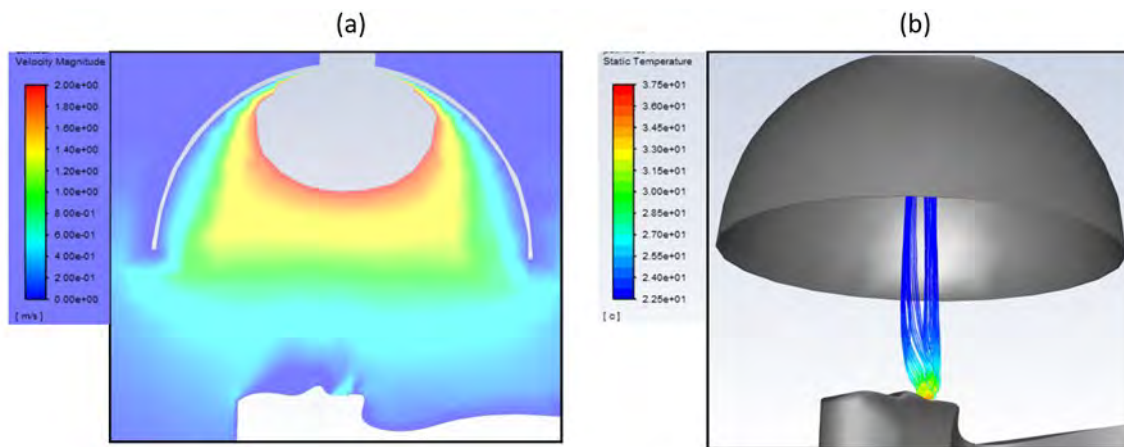 (a)
(b)
Velocity Magnitude
2.00e+00
1.80e+00
1.60e+00
1.40e+00
1.20e+00
1.00e+00
8.00e-01
6.00e-01
4.00e-01
2.00e-01
0.00e+00
[ m/s ]
Static Temperature
3.75e+01
3.60e+01
3.45e+01
3.30e+01
3.15e+01
3.00e+01
2.85e+01
2.70e+01
2.55e+01
2.40e+01
2.25e+01
[ c ]